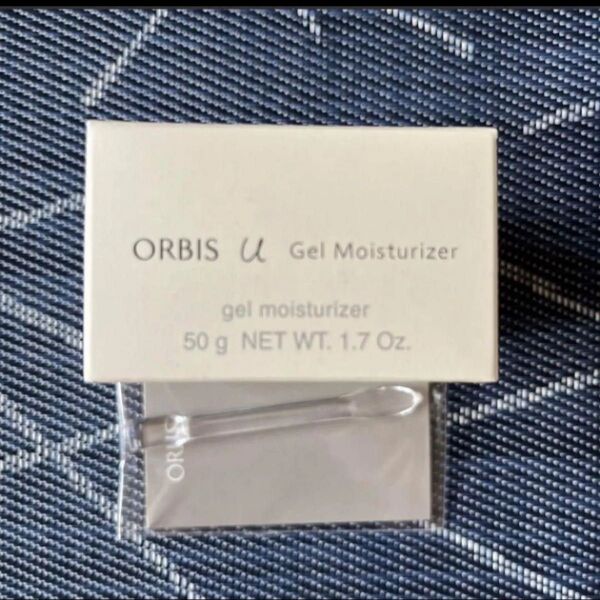 ORBIS u Gel Moisturizer
gel moisturizer
50 g NET WT. 1.7 Oz.
ORBIS